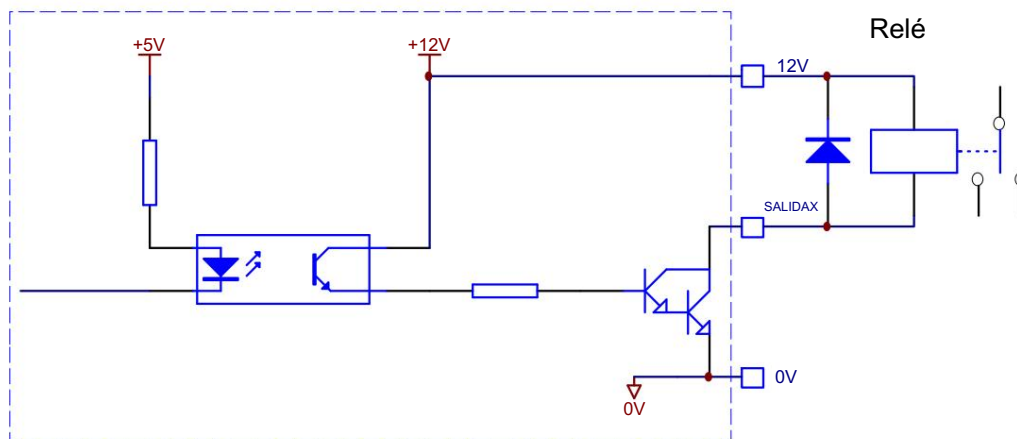 Relé
+5V
+12V
12V
SALIDAX
0V
0V